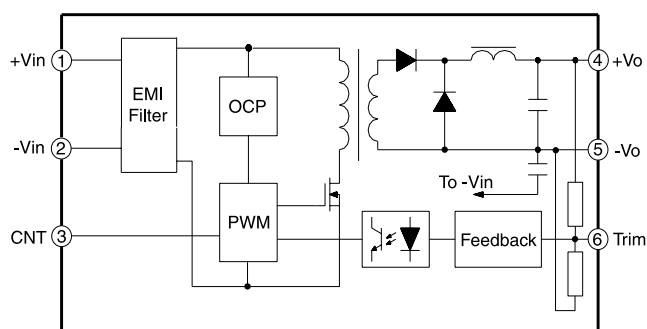 1
+Vin
EMI
Filter
OCP
4
+Vo
-Vin
2
5
-Vo
To -Vin
CNT
3
PWM
Feedback
6
Trim